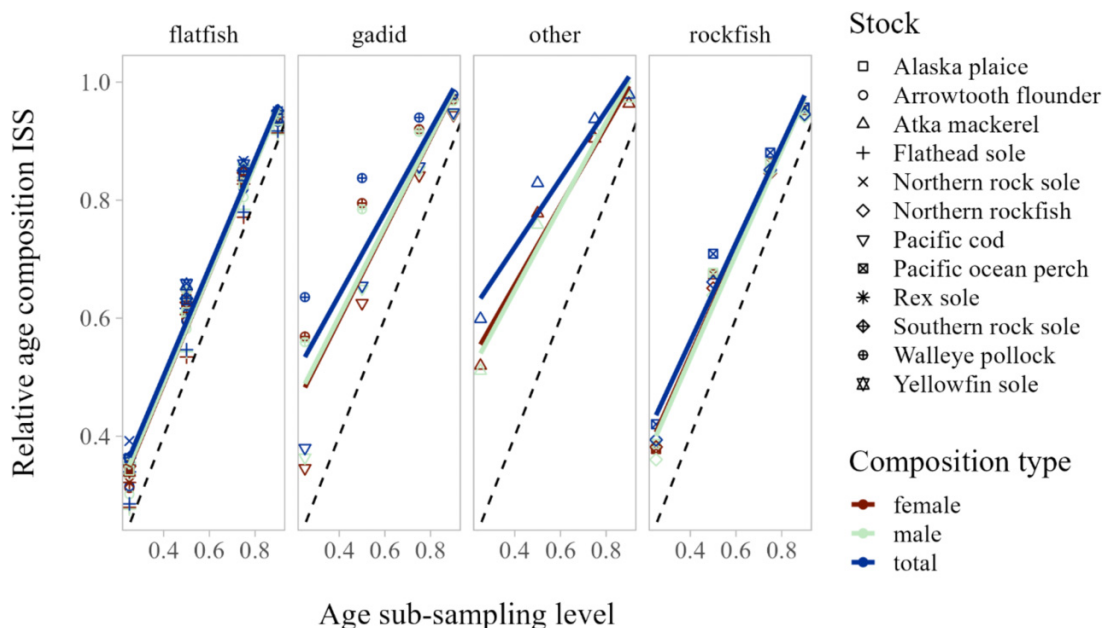 flatfish gadid other rockfish
Relative age composition ISS
1.0
0.8
0.6
0.4
0.4 0.6 0.8 0.4 0.6 0.8 0.4 0.6 0.8 0.4 0.6 0.8
Age sub-sampling level
Stock
Alaska plaice
Arrowtooth flounder
Atka mackerel
Flathead sole
Northern rock sole
Northern rockfish
Pacific cod
Pacific ocean perch
Rex sole
Southern rock sole
Walleye pollock
Yellowfin sole
Composition type
female
male
total